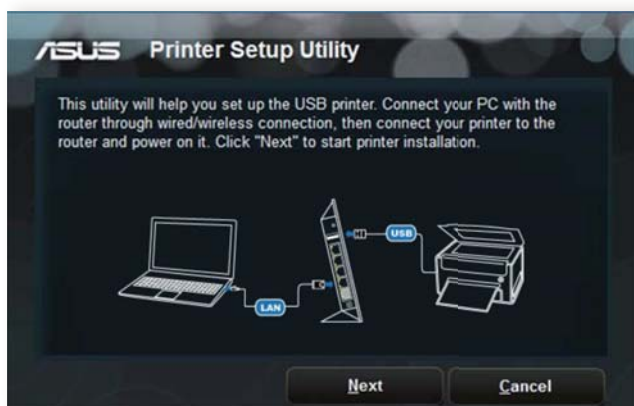 ASUS Printer Setup Utility
This utility will help you set up the USB printer. Connect your PC with the
router through wired/wireless connection, then connect your printer to the
router and power on it. Click "Next" to start printer installation.
USB
LAN
Next
Cancel